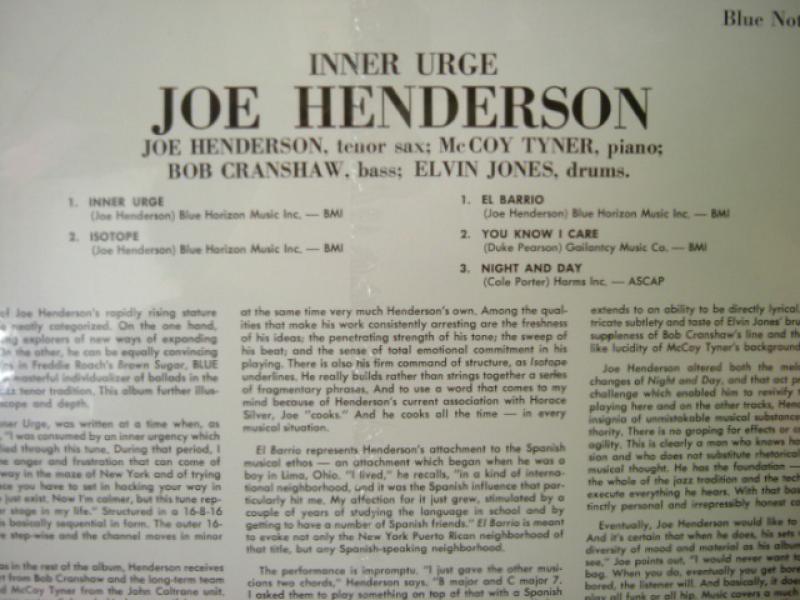 Blue Not
INNER URGE
JOE HENDERSON
JOE HENDERSON, tenor sax; McCOY TYNER, piano;
BOB CRANSHAW, bass; ELVIN JONES, drums.
1. INNER URGE
(Joe Henderson) Blue Horizon Music Inc. — BMI
2. ISOTOPE
(Joe Henderson) Blue Horizon Music Inc. — BMI
1. EL BARRIO
(Joe Henderson) Blue Horizon Music Inc. — BMI
2. YOU KNOW I CARE
(Duke Pearson) Gailantcy Music Co. — BMI
3. NIGHT AND DAY
(Cole Porter) Harms Inc. — ASCAP
of Joe Henderson's rapidly rising stature
neatly categorized. On the one hand,
explorers of new ways of expanding
On the other, he can be equally convincing
in Freddie Roach's Brown Sugar, BLUE
masterful individualizer of ballads in the
tenor tradition. This album further illus-
scope and depth.
Urge, was written at a time when, as
"I was consumed by an inner urgency which
through this tune. During that period, I
anger and frustration that can come of
way in the maze of New York and of trying
you have to set in hacking your way in
just exist. Now I'm calmer, but this tune rep-
stage in my life." Structured in a 16-8-16
is basically sequential in form. The outer 16-
step-wise and the channel moves in minor
as in the rest of the album, Henderson receives
from Bob Cranshaw and the long-term team
McCoy Tyner from the John Coltrane unit.
at the same time very much Henderson's own. Among the qual-
ities that make his work consistently arresting are the freshness
of his ideas; the penetrating strength of his tone; the sweep of
his beat; and the sense of total emotional commitment in his
playing. There is also his firm command of structure, as Isotope
underlines. He really builds rather than strings together a series
of fragmentary phrases. And to use a word that comes to my
mind because of Henderson's current association with Horace
Silver, Joe "cooks." And he cooks all the time — in every
musical situation.
El Barrio represents Henderson's attachment to the Spanish
musical ethos — an attachment which began when he was a
boy in Lima, Ohio. "I lived," he recalls, "in a kind of interna-
tional neighborhood, and it was the Spanish influence that par-
ticularly hit me. My affection for it just grew, stimulated by a
couple of years of studying the language in school and by
getting to have a number of Spanish friends." El Barrio is meant
to evoke not only the New York Puerto Rican neighborhood of
that title, but any Spanish-speaking neighborhood.
The performance is impromptu. "I just gave the other musi-
cians two chords," Henderson says, "B major and C major 7.
I asked them to play something on top of that with a Spanish
extends to an ability to be directly lyrical.
tricate subtlety and taste of Elvin Jones' bru
suppleness of Bob Cranshaw's line and th
like lucidity of McCoy Tyner's background
Joe Henderson altered both the mel
changes of Night and Day, and that act p
challenge which enabled him to revivify
playing here and on the other tracks, Hend
insignia of unmistakable musical substanc
thority. There is no groping for effects or
agility. This is clearly a man who knows ho
sion and who does not substitute rhetorical
musical thought. He has the foundation —
the whole of the jazz tradition and the tech
execute everything he hears. With that bas
tinctly personal and irrepressibly honest co
Eventually, Joe Henderson would like to
And it's certain that when he does, his sets
diversity of mood and material as his album
see," Joe points out, "I would never want
bag. When you do, eventually you get bored
bored, the listener will. And basically, it doe
play all funk or all hip. Music covers a much